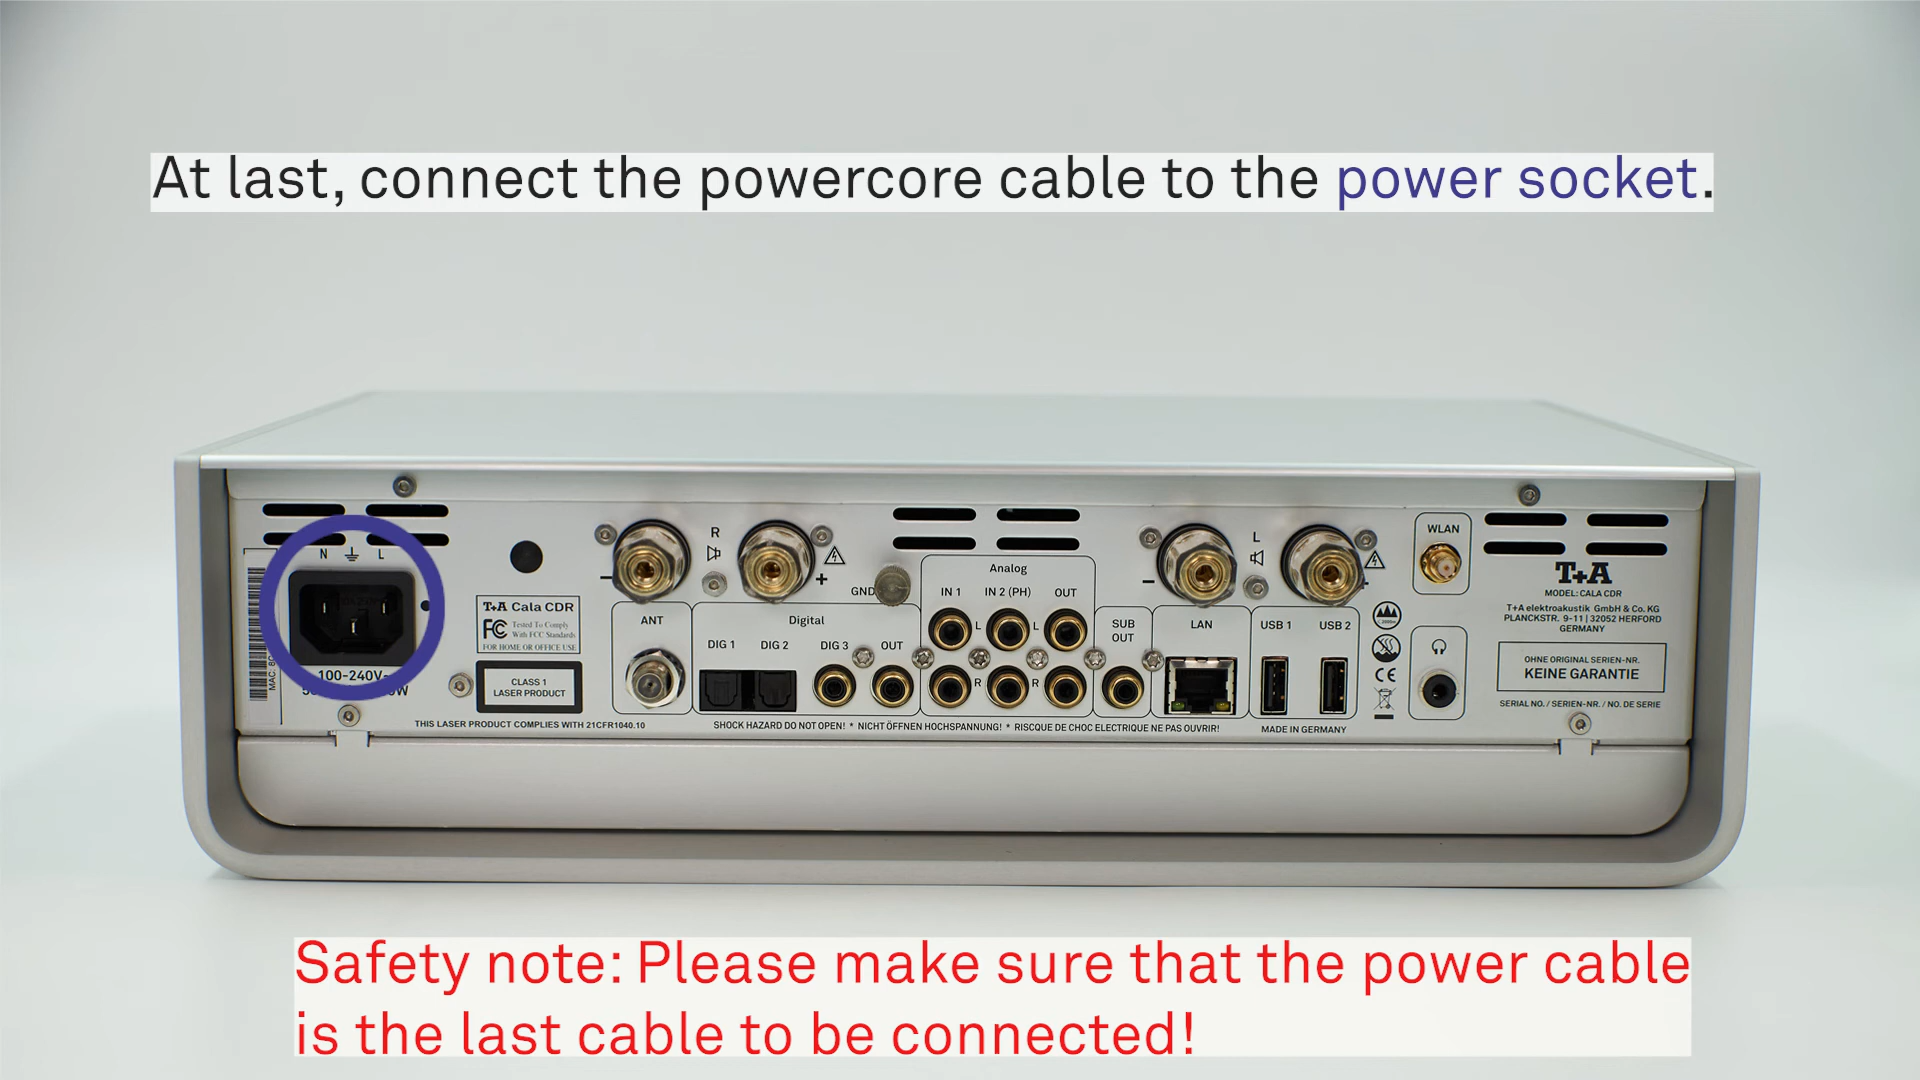 At last, connect the powercore cable to the power socket.
N L
100-240V~
MAC:
T+A Cala CDR
FC
Tested To Comply
With FCC Standards
FOR HOME OR OFFICE USE
CLASS 1
LASER PRODUCT
THIS LASER PRODUCT COMPLIES WITH 21CFR1040.10
R
- +
GND
ANT
Digital
DIG 1 DIG 2 DIG 3 OUT
Analog
IN 1 IN 2 (PH) OUT
L L
R R
SUB
OUT
L
- +
LAN
USB 1 USB 2
WLAN
CE
SHOCK HAZARD DO NOT OPEN! * NICHT ÖFFNEN HOCHSPANNUNG! * RISCQUE DE CHOC ELECTRIQUE NE PAS OUVRIR!
MADE IN GERMANY
T+A
MODEL: CALA CDR
T+A elektroakustik GmbH & Co. KG
PLANCKSTR. 9-11 | 32052 HERFORD
GERMANY
OHNE ORIGINAL SERIEN-NR.
KEINE GARANTIE
SERIAL NO. / SERIEN-NR. / NO. DE SERIE
Safety note: Please make sure that the power cable
is the last cable to be connected!